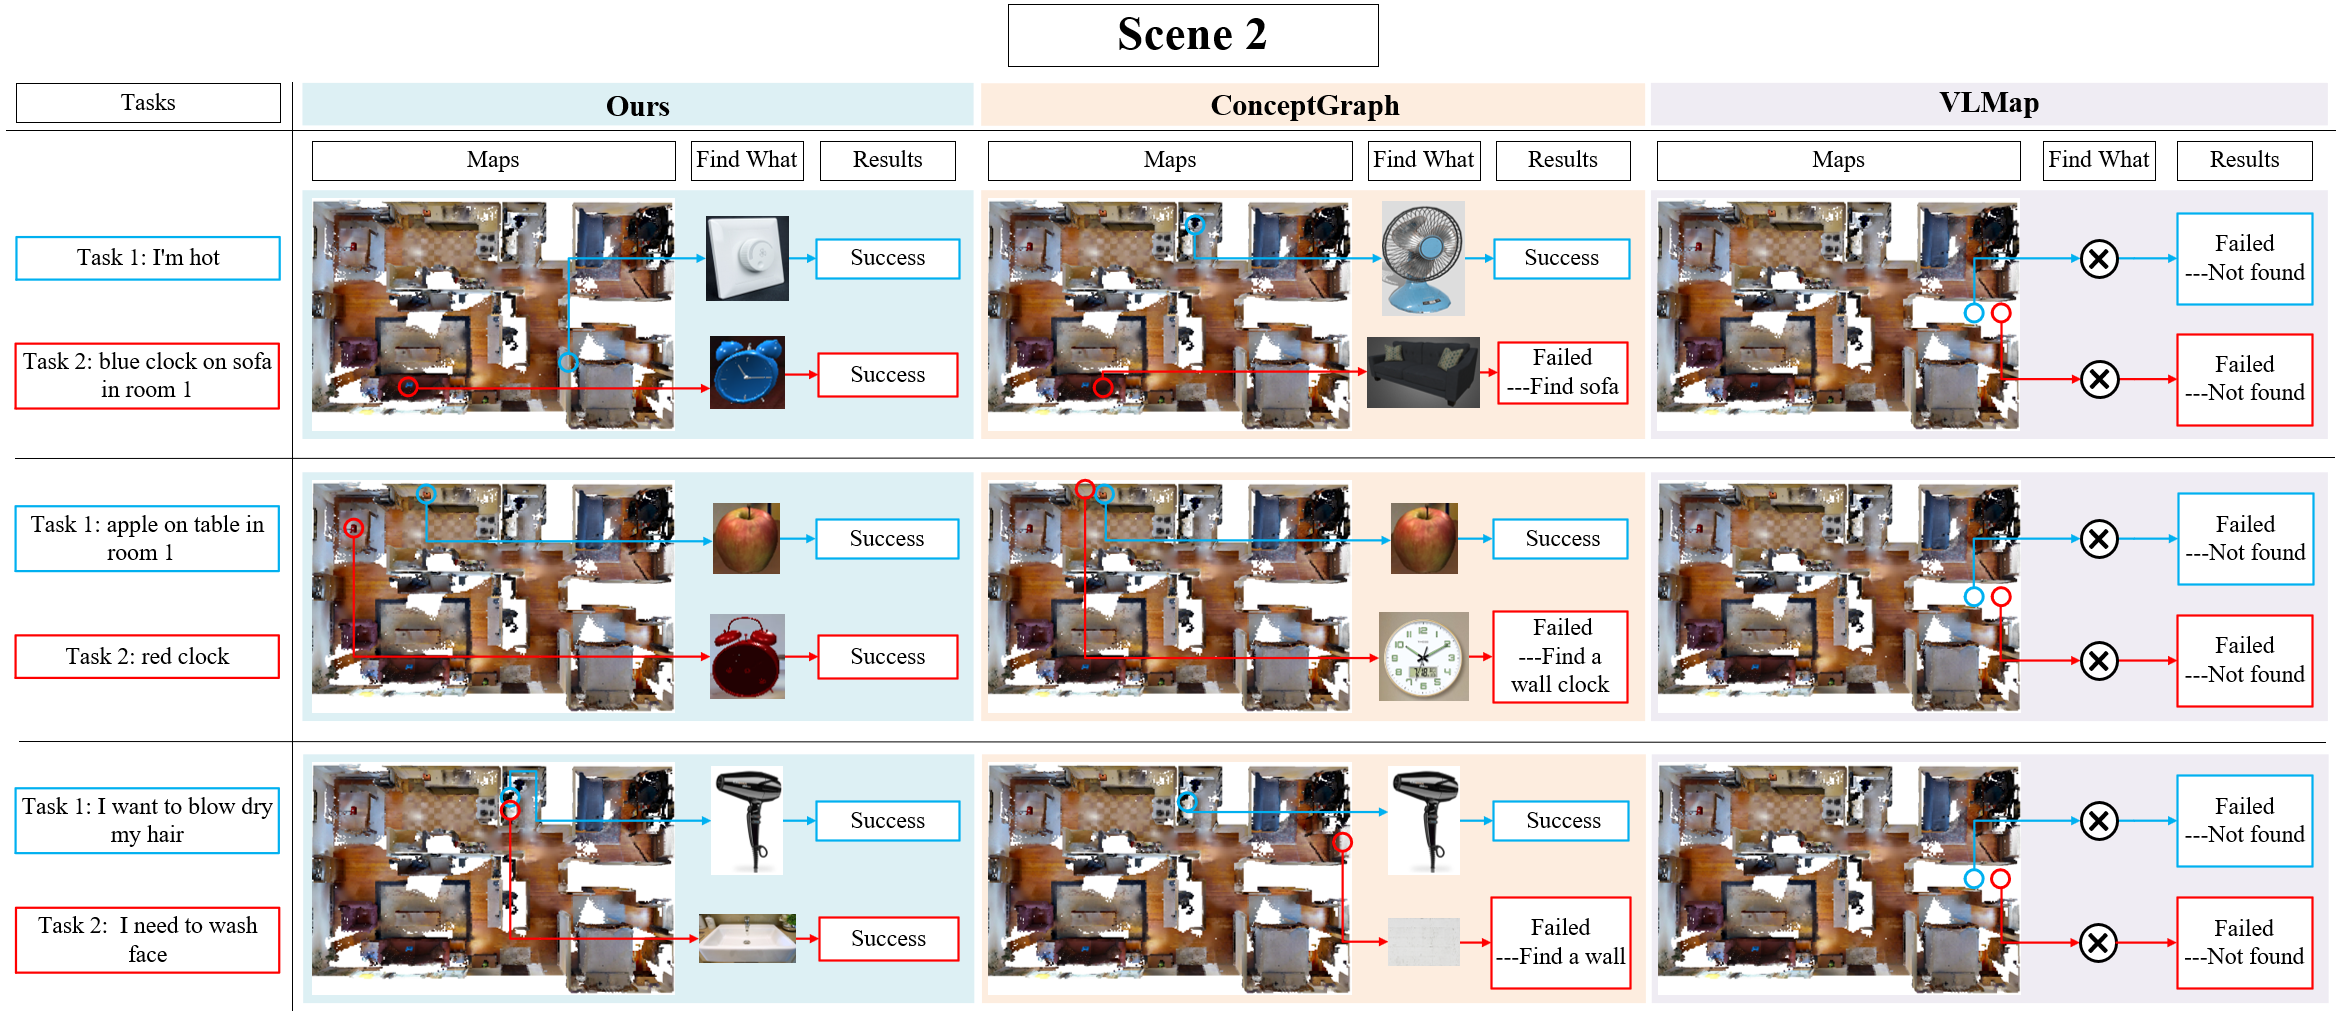 Scene 2
Tasks
Ours
ConceptGraph
VLMap
Maps
Find What
Results
Maps
Find What
Results
Maps
Find What
Results
Task 1: I'm hot
Success
Success
Failed
---Not found
Task 2: blue clock on sofa
in room 1
Success
Failed
---Find sofa
Failed
---Not found
Task 1: apple on table in
room 1
Success
Success
Failed
---Not found
Task 2: red clock
Success
Failed
---Find a
wall clock
Failed
---Not found
Task 1: I want to blow dry
my hair
Success
Success
Failed
---Not found
Task 2:  I need to wash
face
Success
Failed
---Find a wall
Failed
---Not found